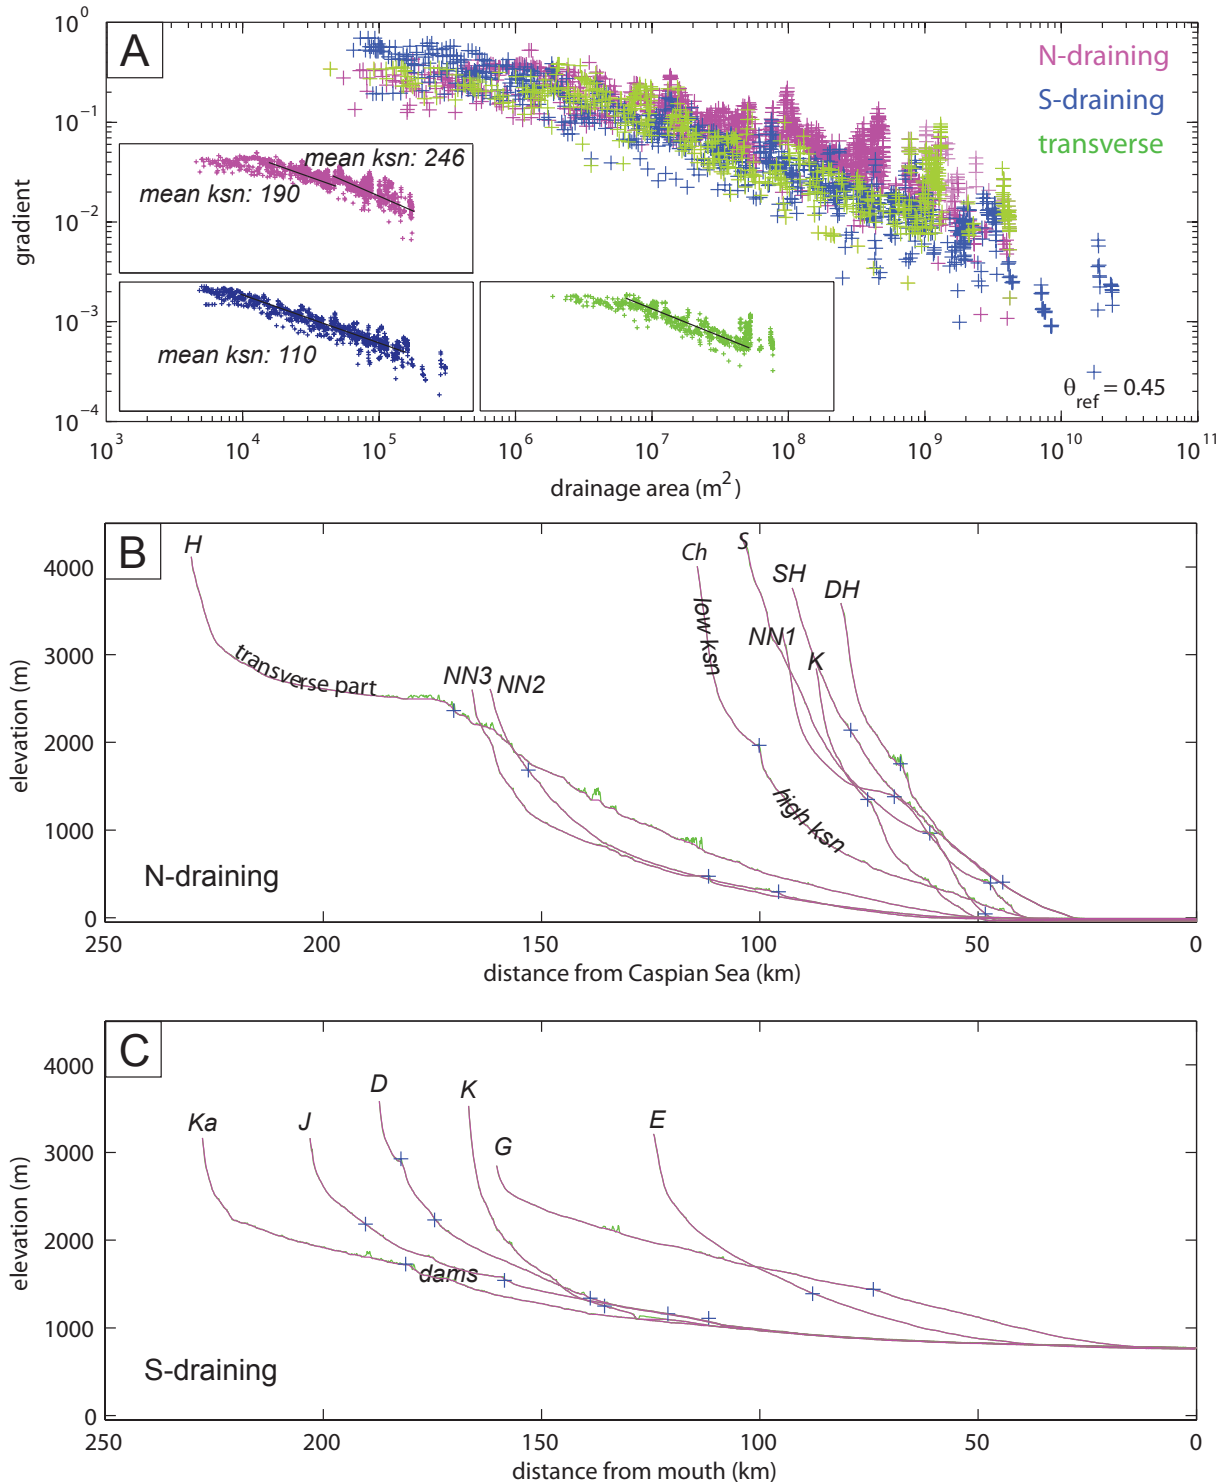 A
N-draining
S-draining
transverse
10^0
10^-1
10^-2
10^-3
10^-4
gradient
mean ksn: 246
mean ksn: 190
mean ksn: 110
θ_ref = 0.45
10^3 10^4 10^5 10^6 10^7 10^8 10^9 10^10 10^11
drainage area (m^2)
B
4000
3000
2000
1000
0
elevation (m)
H
Ch
S
SH
DH
NN1
K
NN3
NN2
transverse part
low ksn
high ksn
N-draining
250 200 150 100 50 0
distance from Caspian Sea (km)
C
4000
3000
2000
1000
0
elevation (m)
Ka
J
D
K
G
E
dams
S-draining
250 200 150 100 50 0
distance from mouth (km)